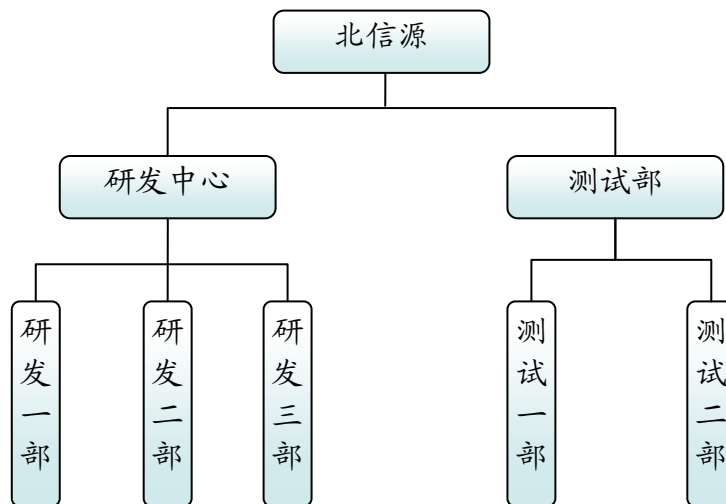 北信源
研发中心
测试部
研发一部
研发二部
研发三部
测试一部
测试二部